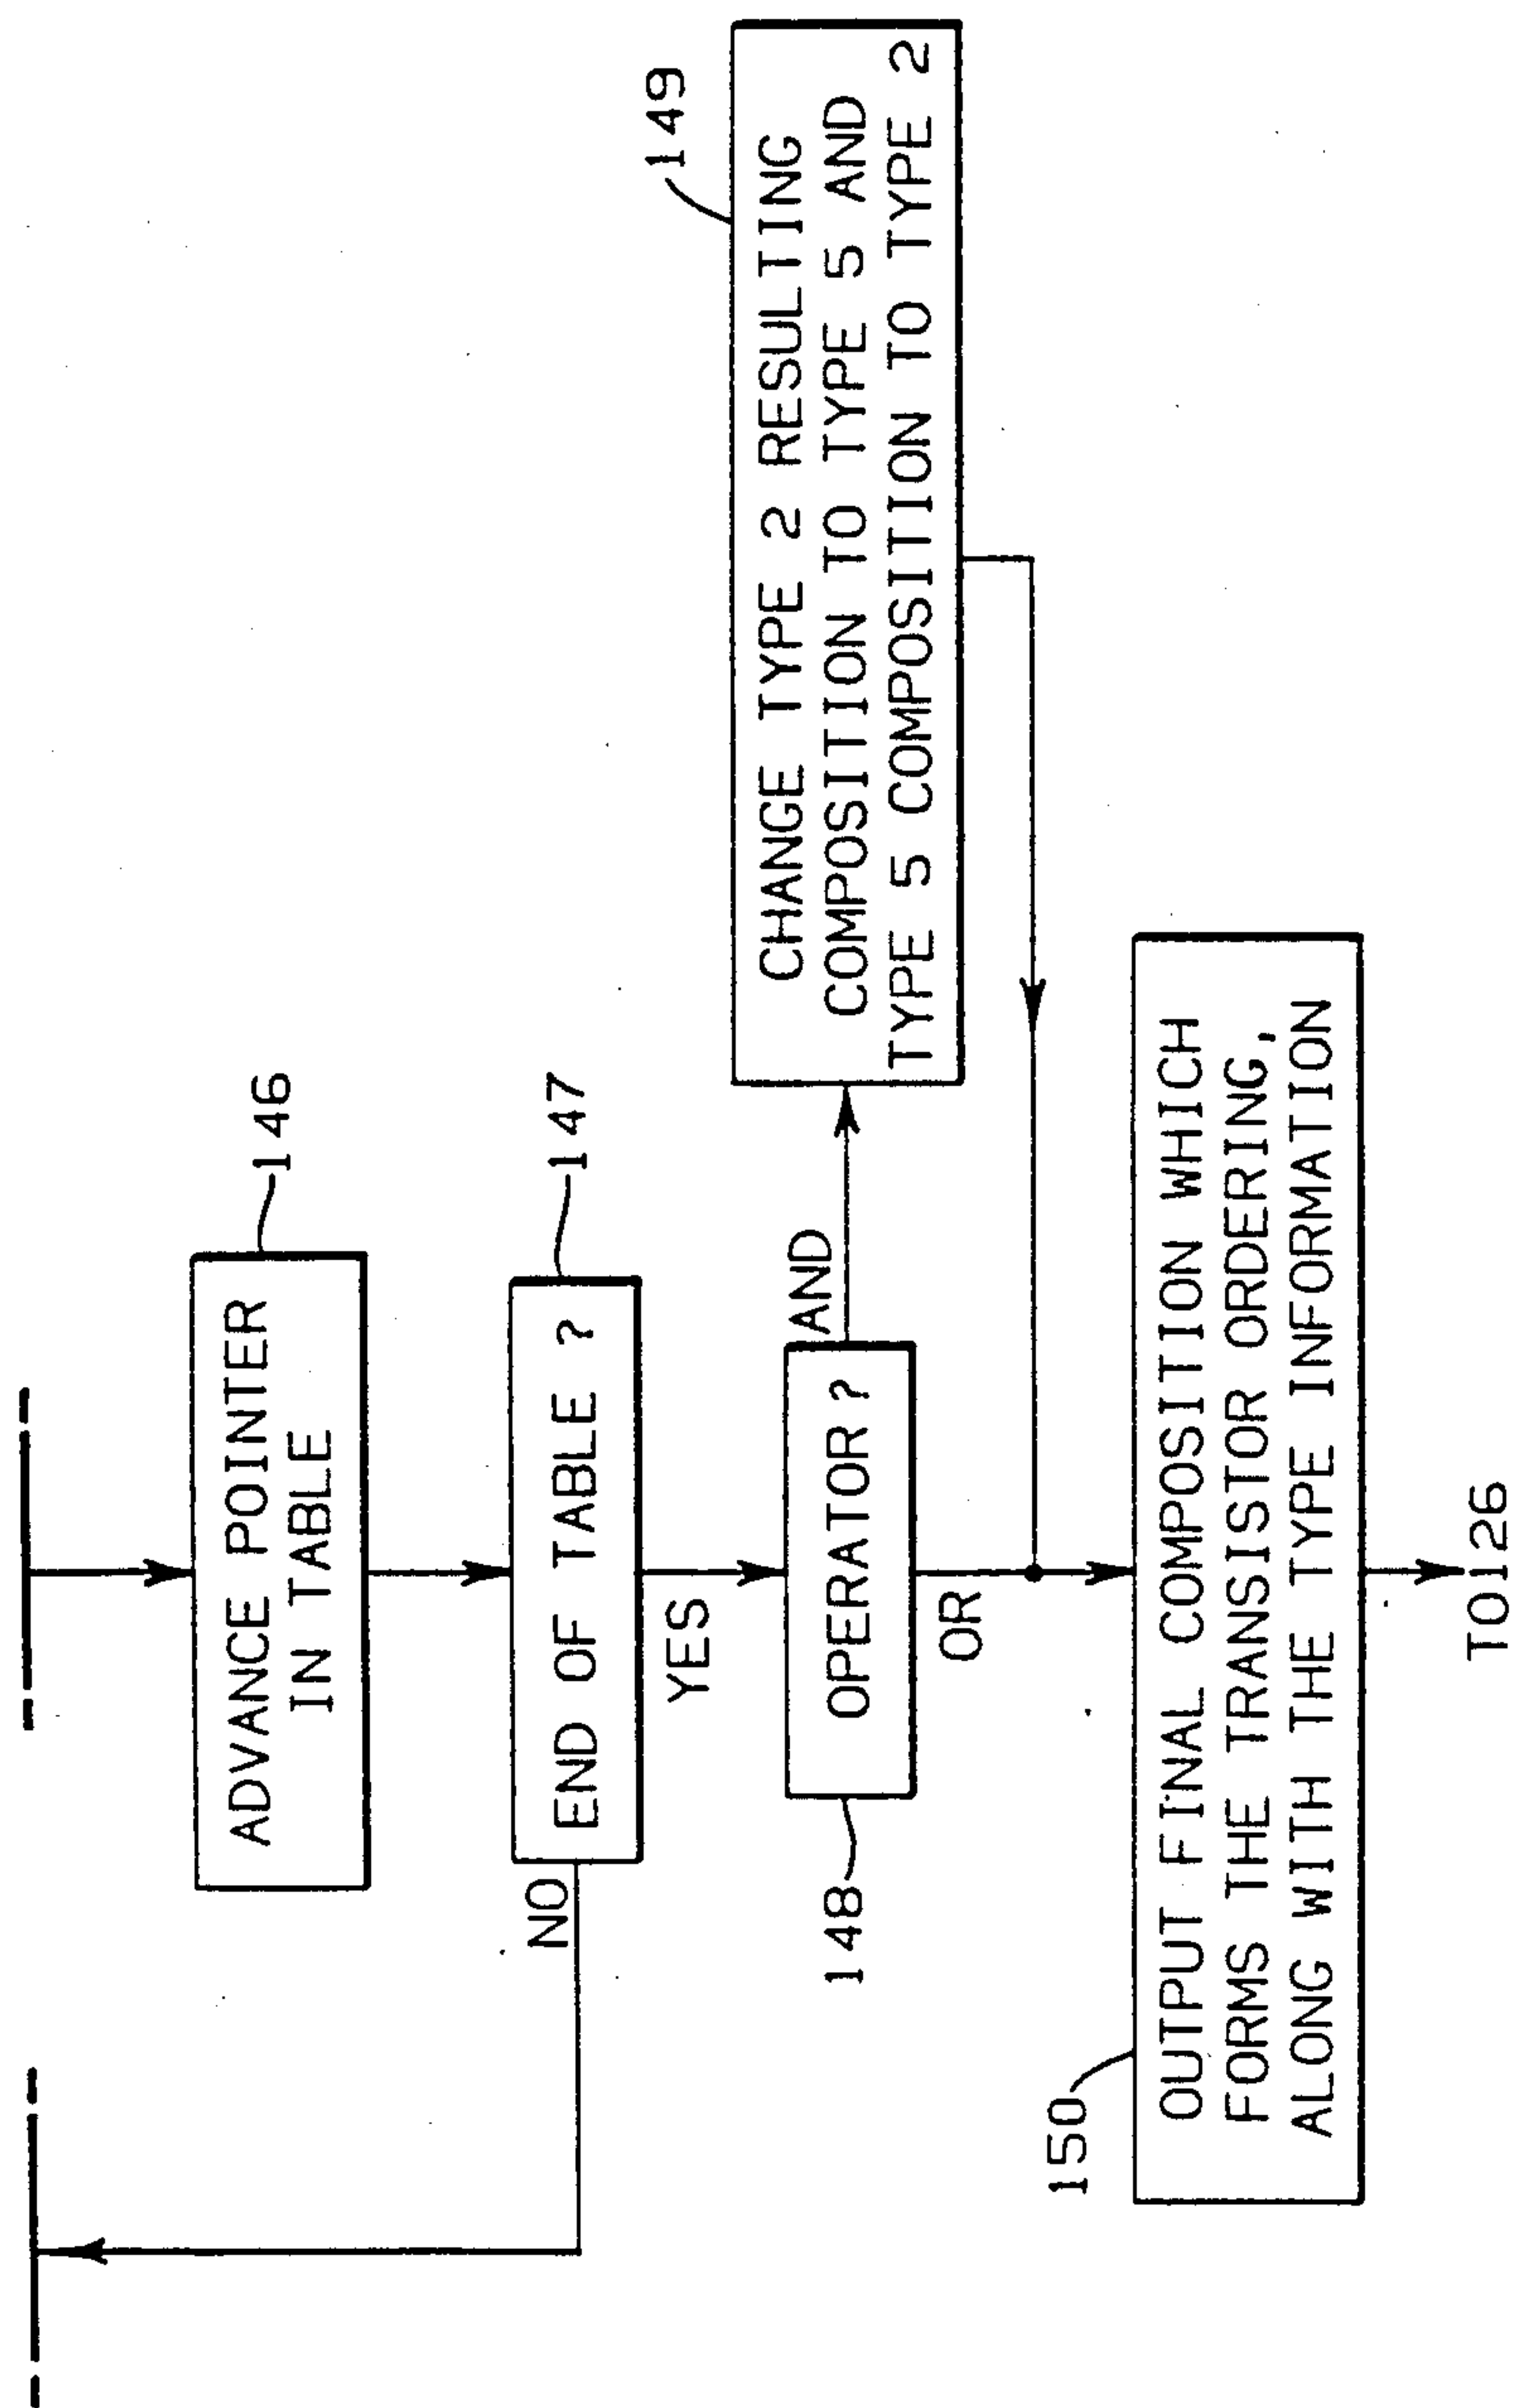 146
ADVANCE POINTER
IN TABLE
147
END OF TABLE ?
NO
YES
148
OPERATOR ?
AND
OR
149
CHANGE TYPE 2 RESULTING
COMPOSITION TO TYPE 5 AND
TYPE 5 COMPOSITION TO TYPE 2
150
OUTPUT FINAL COMPOSITION WHICH
FORMS THE TRANSISTOR ORDERING,
ALONG WITH THE TYPE INFORMATION
TO126